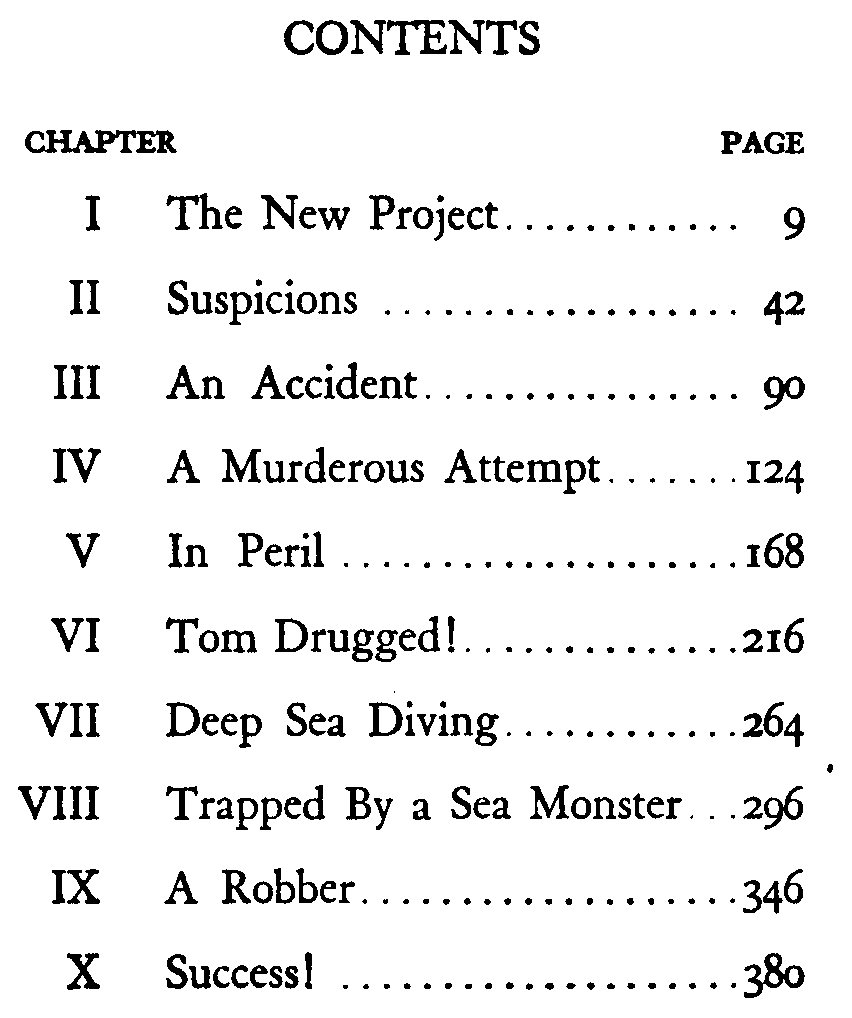 CONTENTS
CHAPTER PAGE
I The New Project............ 9
II Suspicions .................. 42
III An Accident................ 90
IV A Murderous Attempt.......124
V In Peril ....................168
VI Tom Drugged!..............216
VII Deep Sea Diving............264
VIII Trapped By a Sea Monster...296
IX A Robber...................346
X Success! ....................380